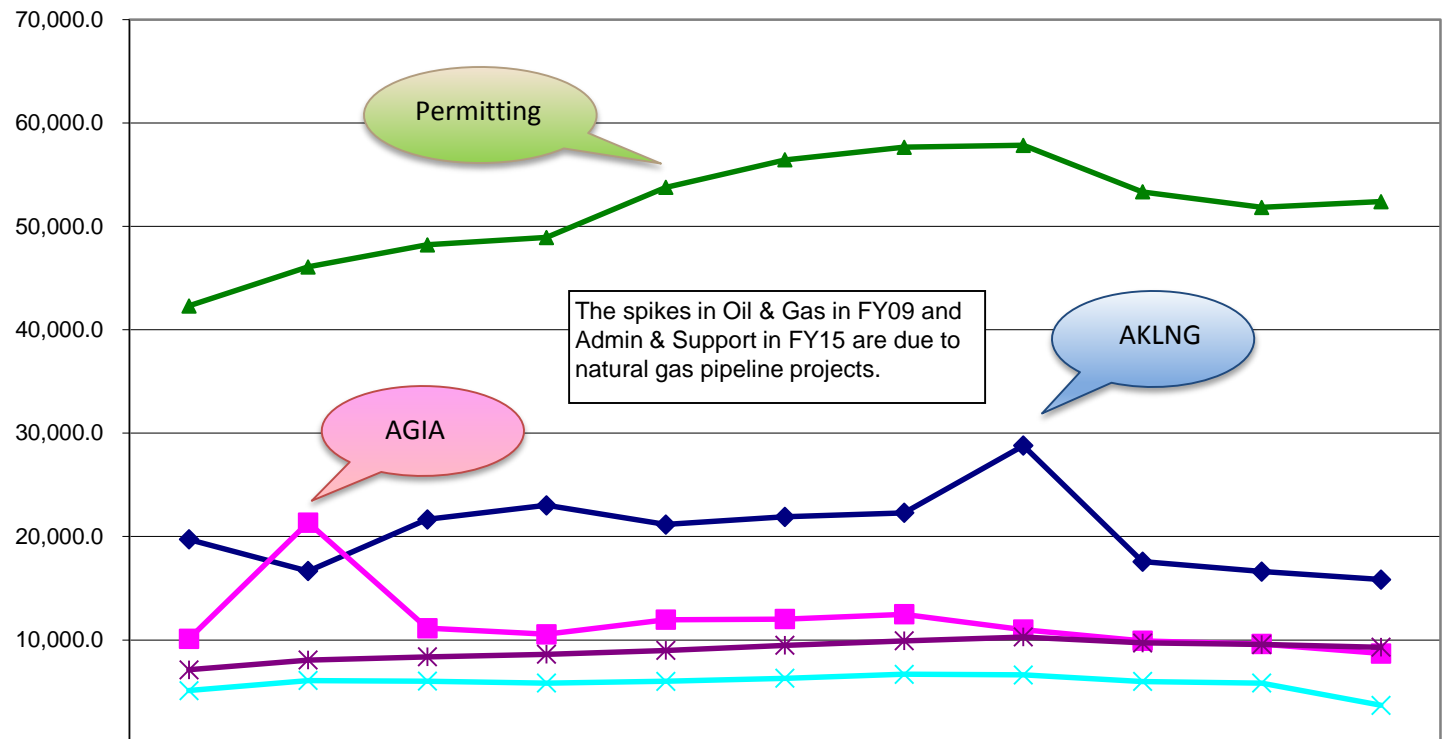 70,000.0
60,000.0
Permitting
50,000.0
40,000.0
The spikes in Oil & Gas in FY09 and
Admin & Support in FY15 are due to
natural gas pipeline projects.
AKLNG
30,000.0
AGIA
20,000.0
10,000.0